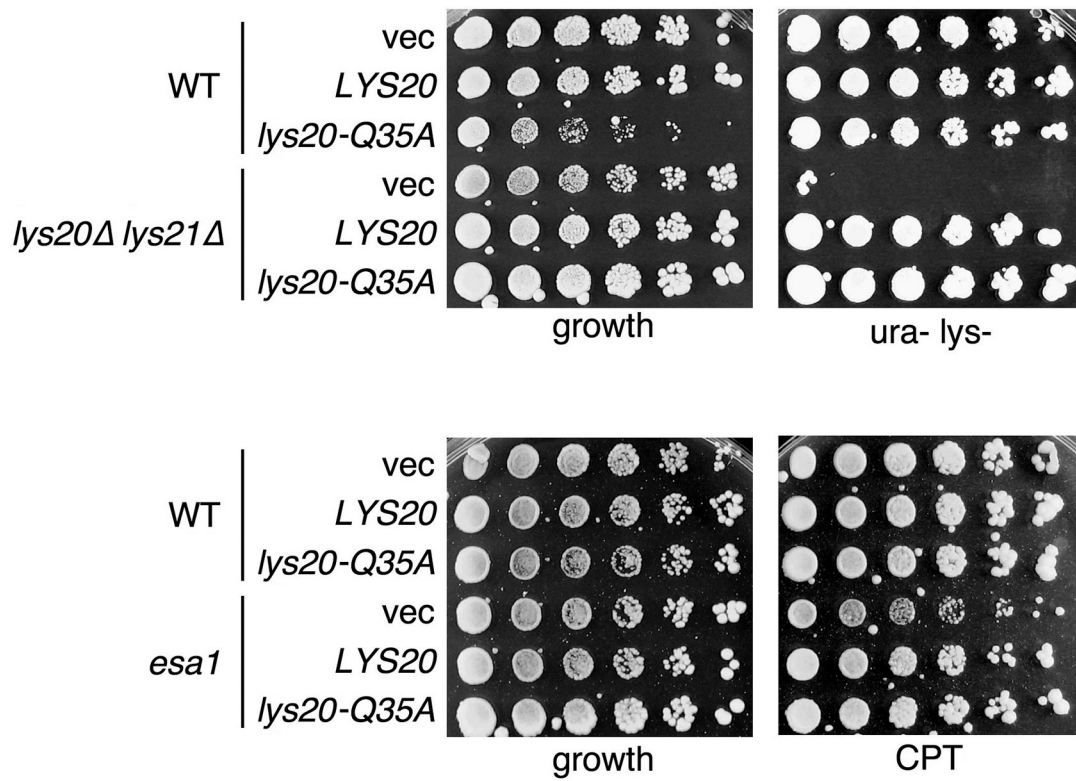 vec
WT
LYS20
lys20-Q35A
vec
lys20Δ lys21Δ
LYS20
lys20-Q35A
growth
ura- lys-
vec
WT
LYS20
lys20-Q35A
vec
esa1
LYS20
lys20-Q35A
growth
CPT